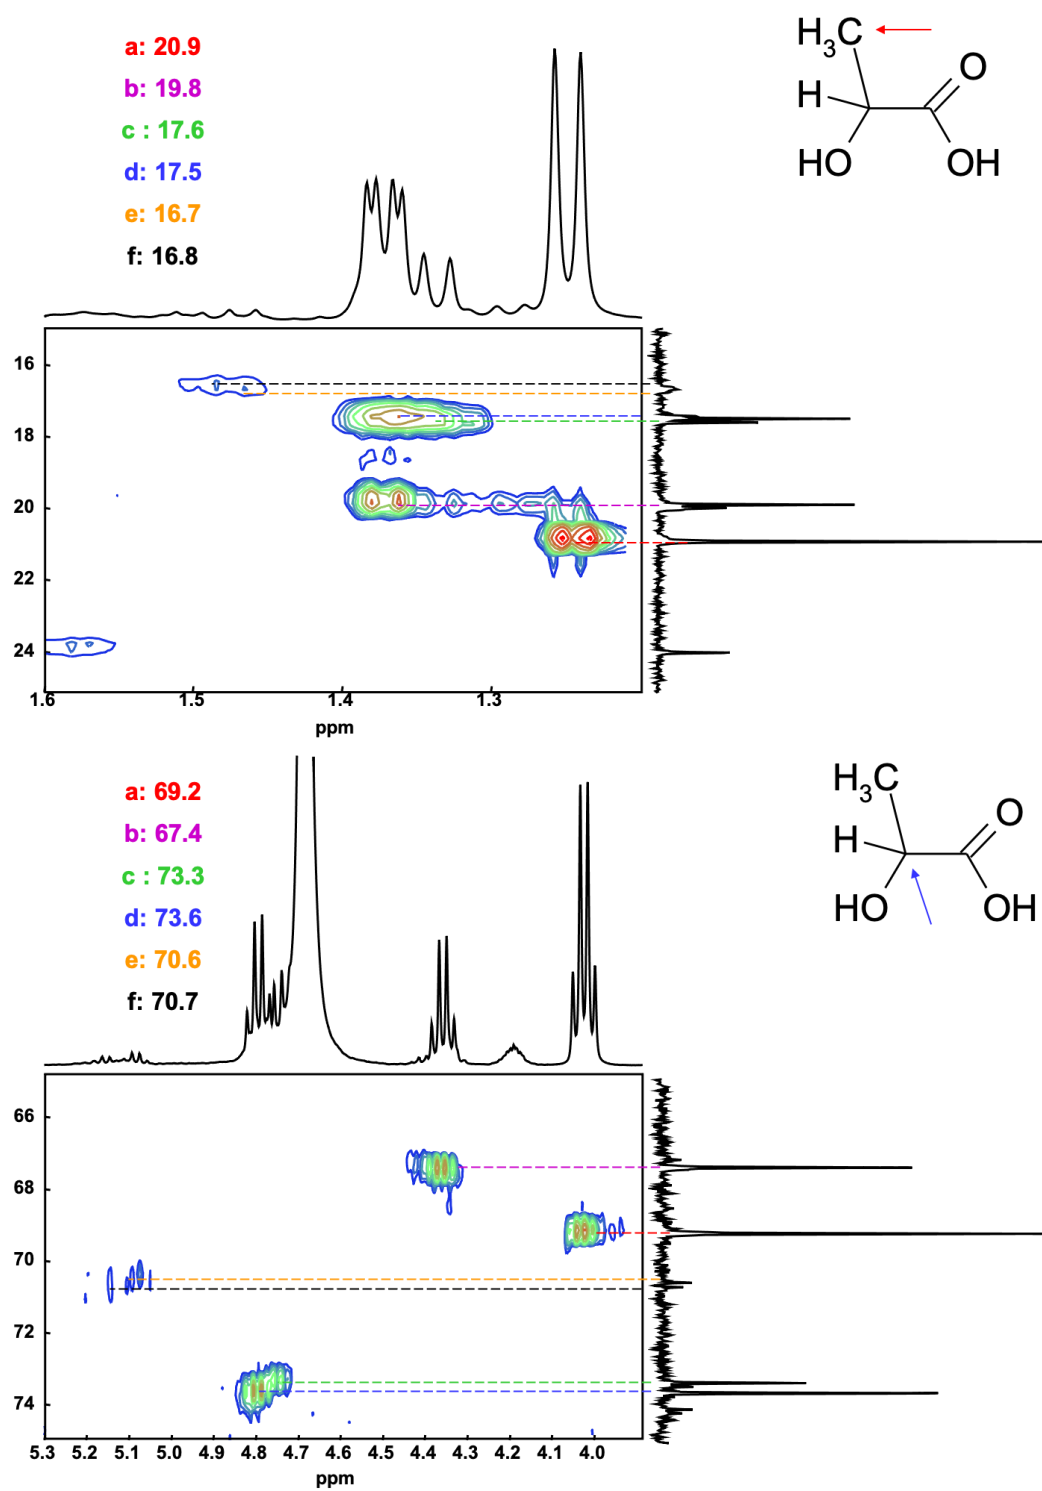 a: 20.9
b: 19.8
c : 17.6
d: 17.5
e: 16.7
f: 16.8
H3C
O
H
HO
OH
16
18
20
22
24
1.6 1.5 1.4 1.3
ppm
a: 69.2
b: 67.4
c : 73.3
d: 73.6
e: 70.6
f: 70.7
H3C
O
H
HO
OH
66
68
70
72
74
5.3 5.2 5.1 5.0 4.9 4.8 4.7 4.6 4.5 4.4 4.3 4.2 4.1 4.0
ppm